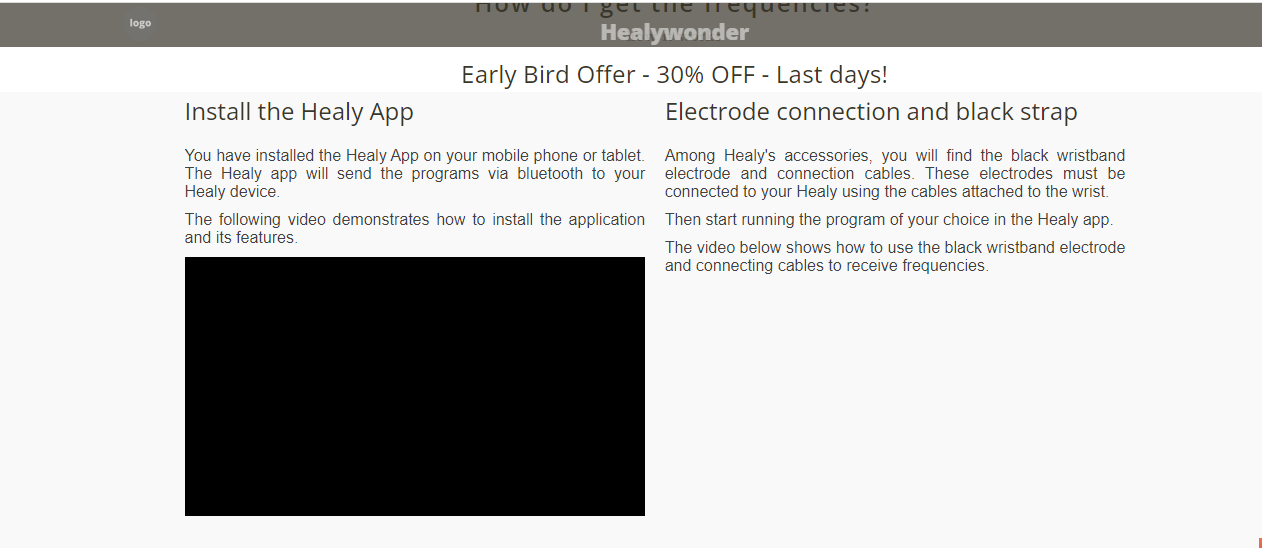 How do I get the frequencies?
logo
Healywonder
Early Bird Offer - 30% OFF - Last days!
Install the Healy App
You have installed the Healy App on your mobile phone or tablet.
The Healy app will send the programs via bluetooth to your
Healy device.
The following video demonstrates how to install the application
and its features.
Electrode connection and black strap
Among Healy's accessories, you will find the black wristband
electrode and connection cables. These electrodes must be
connected to your Healy using the cables attached to the wrist.
Then start running the program of your choice in the Healy app.
The video below shows how to use the black wristband electrode
and connecting cables to receive frequencies.